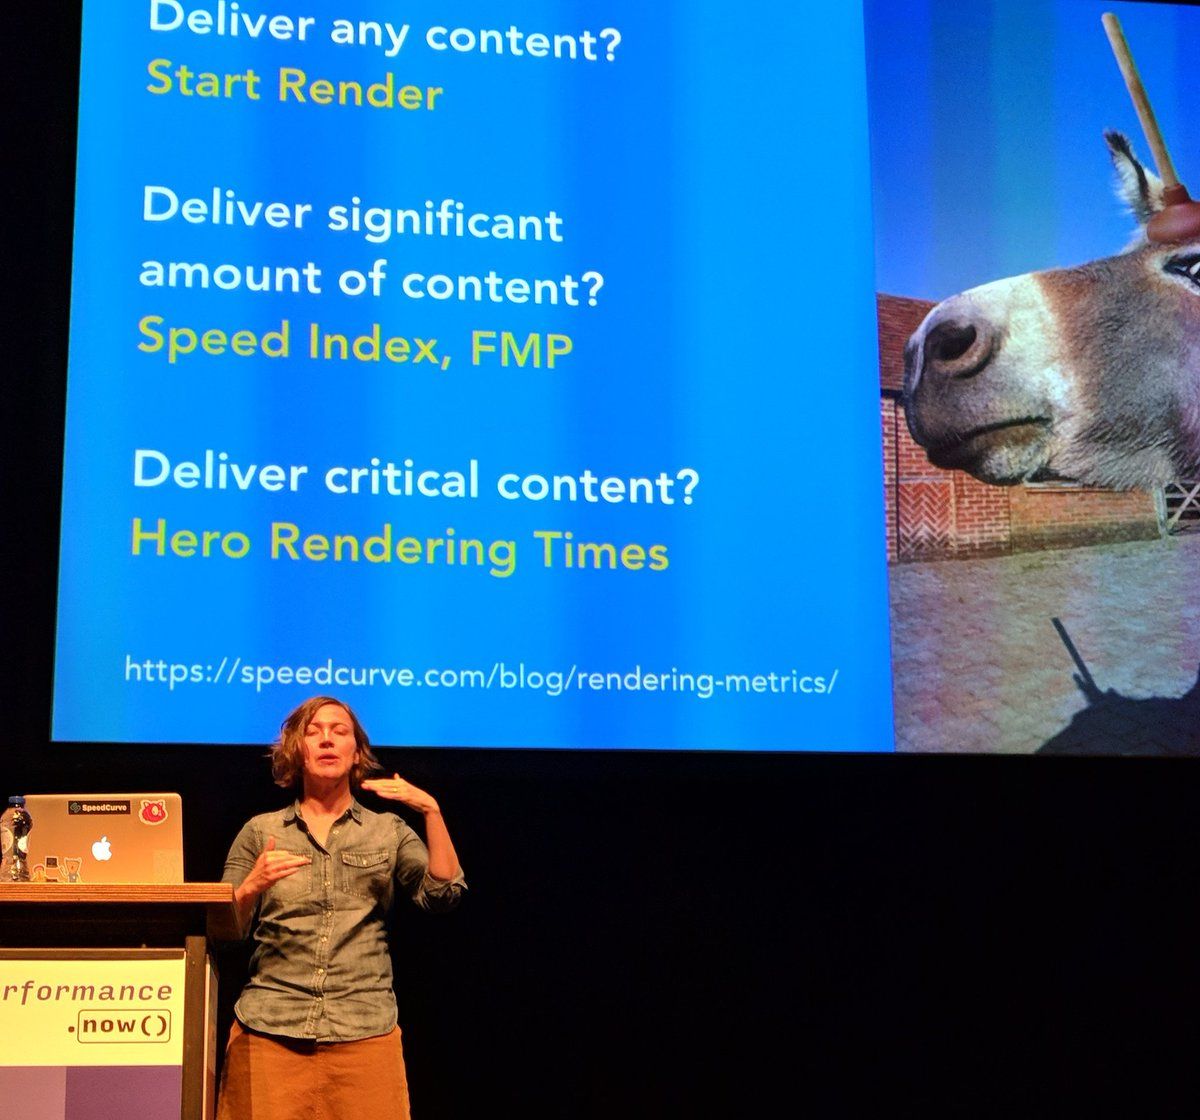 Deliver any content?
Start Render
Deliver significant
amount of content?
Speed Index, FMP
Deliver critical content?
Hero Rendering Times
https://speedcurve.com/blog/rendering-metrics/
SpeedCurve
rformance
.now()